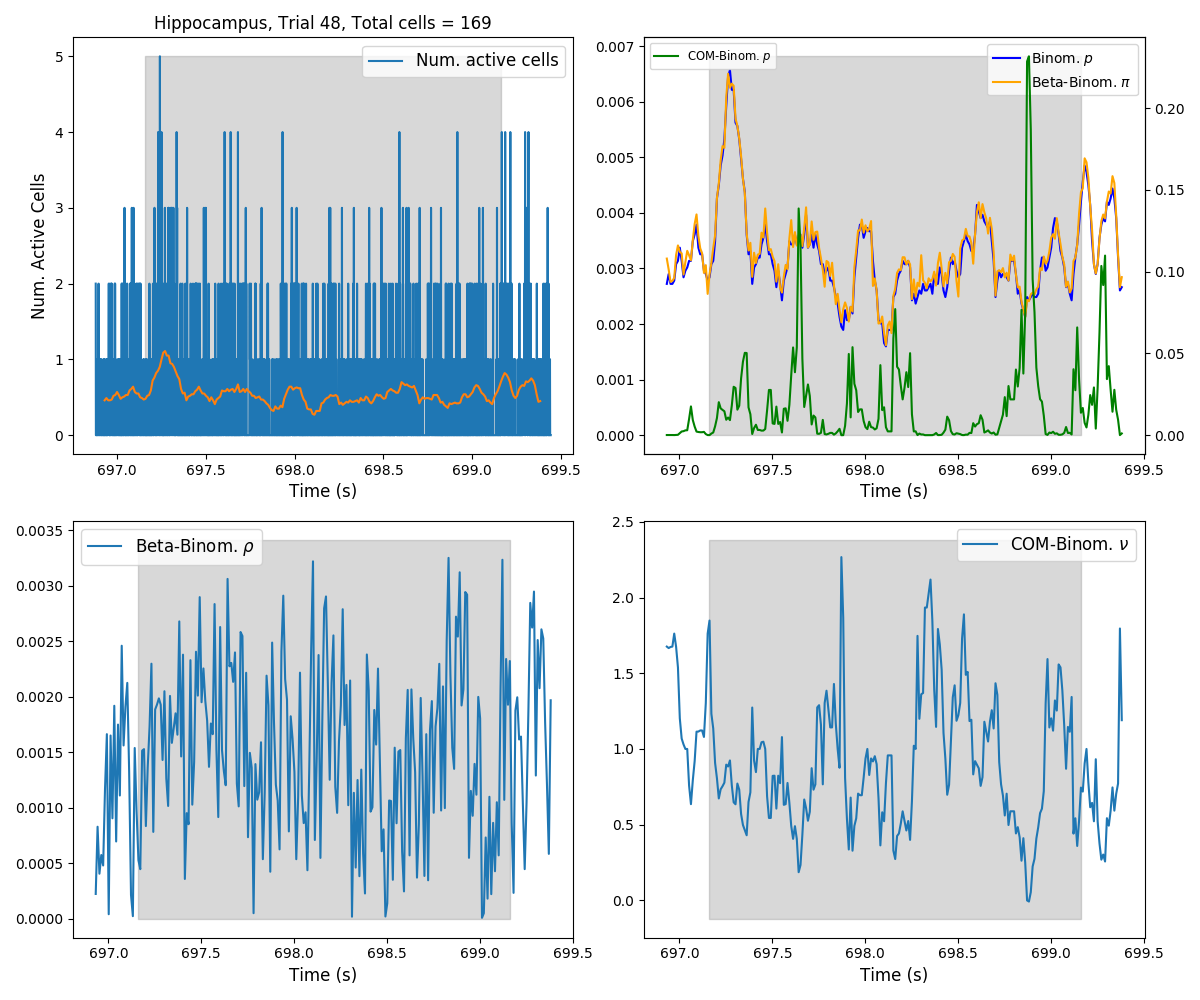 Hippocampus, Trial 48, Total cells = 169
Num. active cells
Num. Active Cells
5
4
3
2
1
0
697.0 697.5 698.0 698.5 699.0 699.5
Time (s)
COM-Binom. p
Binom. p
Beta-Binom. π
0.007
0.006
0.005
0.004
0.003
0.002
0.001
0.000
0.20
0.15
0.10
0.05
0.00
697.0 697.5 698.0 698.5 699.0 699.5
Time (s)
Beta-Binom. ρ
0.0035
0.0030
0.0025
0.0020
0.0015
0.0010
0.0005
0.0000
697.0 697.5 698.0 698.5 699.0 699.5
Time (s)
COM-Binom. ν
2.5
2.0
1.5
1.0
0.5
0.0
697.0 697.5 698.0 698.5 699.0 699.5
Time (s)